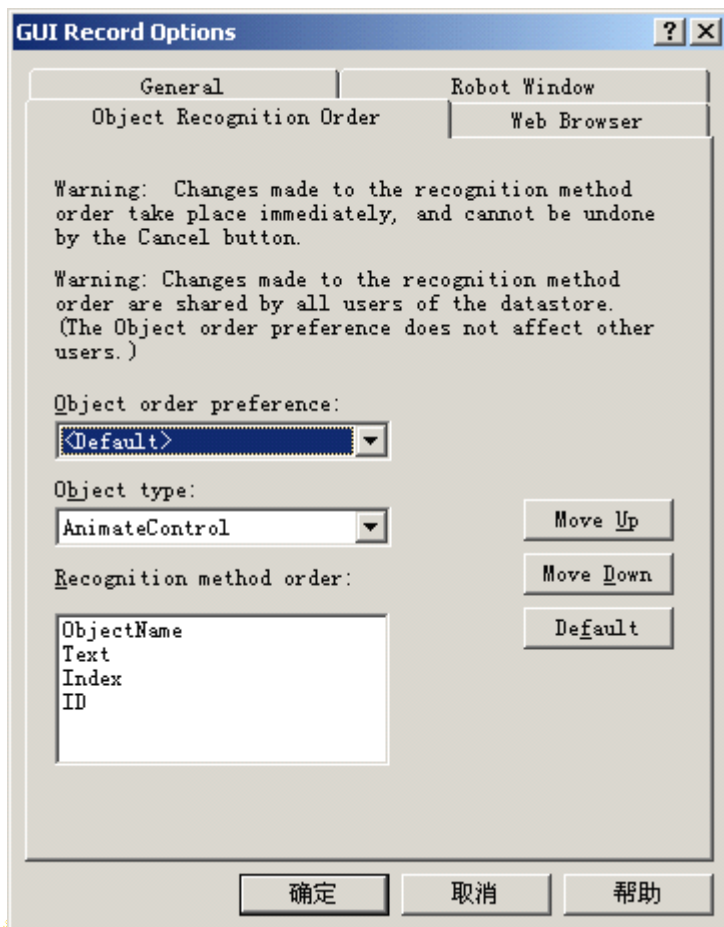 GUI Record Options
General
Robot Window
Object Recognition Order
Web Browser
Warning:  Changes made to the recognition method
order take place immediately, and cannot be undone
by the Cancel button.
Warning: Changes made to the recognition method
order are shared by all users of the datastore.
(The Object order preference does not affect other
users.)
Object order preference:
<Default>
Object type:
AnimateControl
Move Up
Recognition method order:
Move Down
ObjectName
Text
Index
ID
Default
确定
取消
帮助